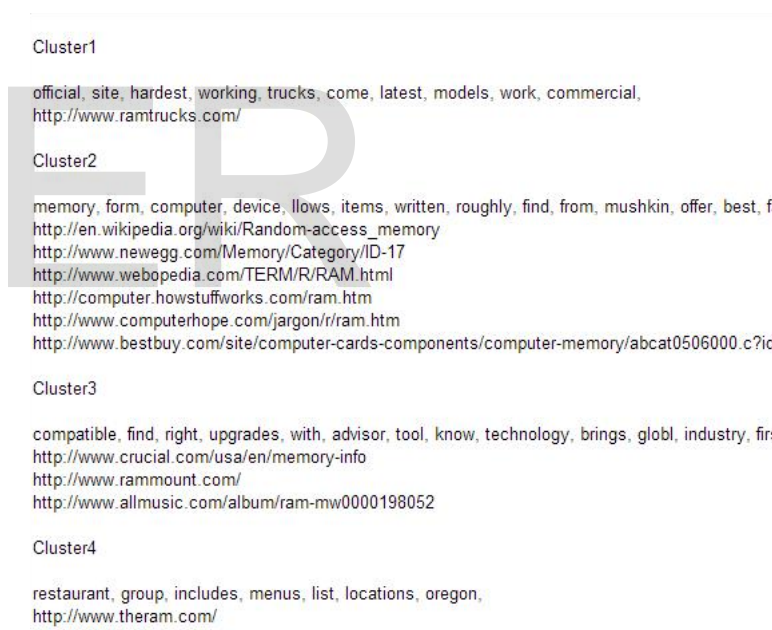 Cluster1
official, site, hardest, working, trucks, come, latest, models, work, commercial,
http://www.ramtrucks.com/
Cluster2
memory, form, computer, device, llows, items, written, roughly, find, from, mushkin, offer, best, f
http://en.wikipedia.org/wiki/Random-access_memory
http://www.newegg.com/Memory/Category/ID-17
http://www.webopedia.com/TERM/R/RAM.html
http://computer.howstuffworks.com/ram.htm
http://www.computerhope.com/jargon/r/ram.htm
http://www.bestbuy.com/site/computer-cards-components/computer-memory/abcat0506000.c?id
Cluster3
compatible, find, right, upgrades, with, advisor, tool, know, technology, brings, globl, industry, firs
http://www.crucial.com/usa/en/memory-info
http://www.rammount.com/
http://www.allmusic.com/album/ram-mw0000198052
Cluster4
restaurant, group, includes, menus, list, locations, oregon,
http://www.theram.com/
ER